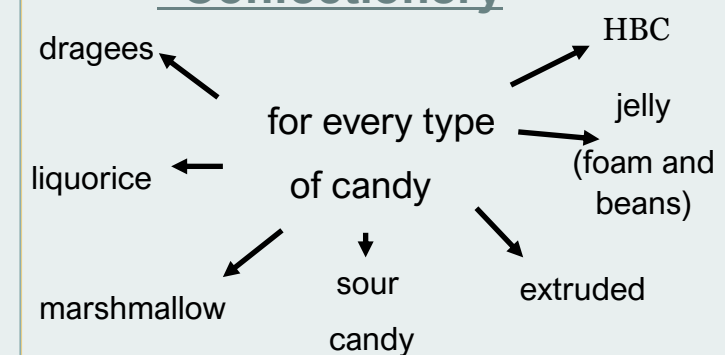 Confectionery
HBC
dragees
jelly
for every type
(foam and
beans)
liquorice
of candy
sour
extruded
marshmallow
candy